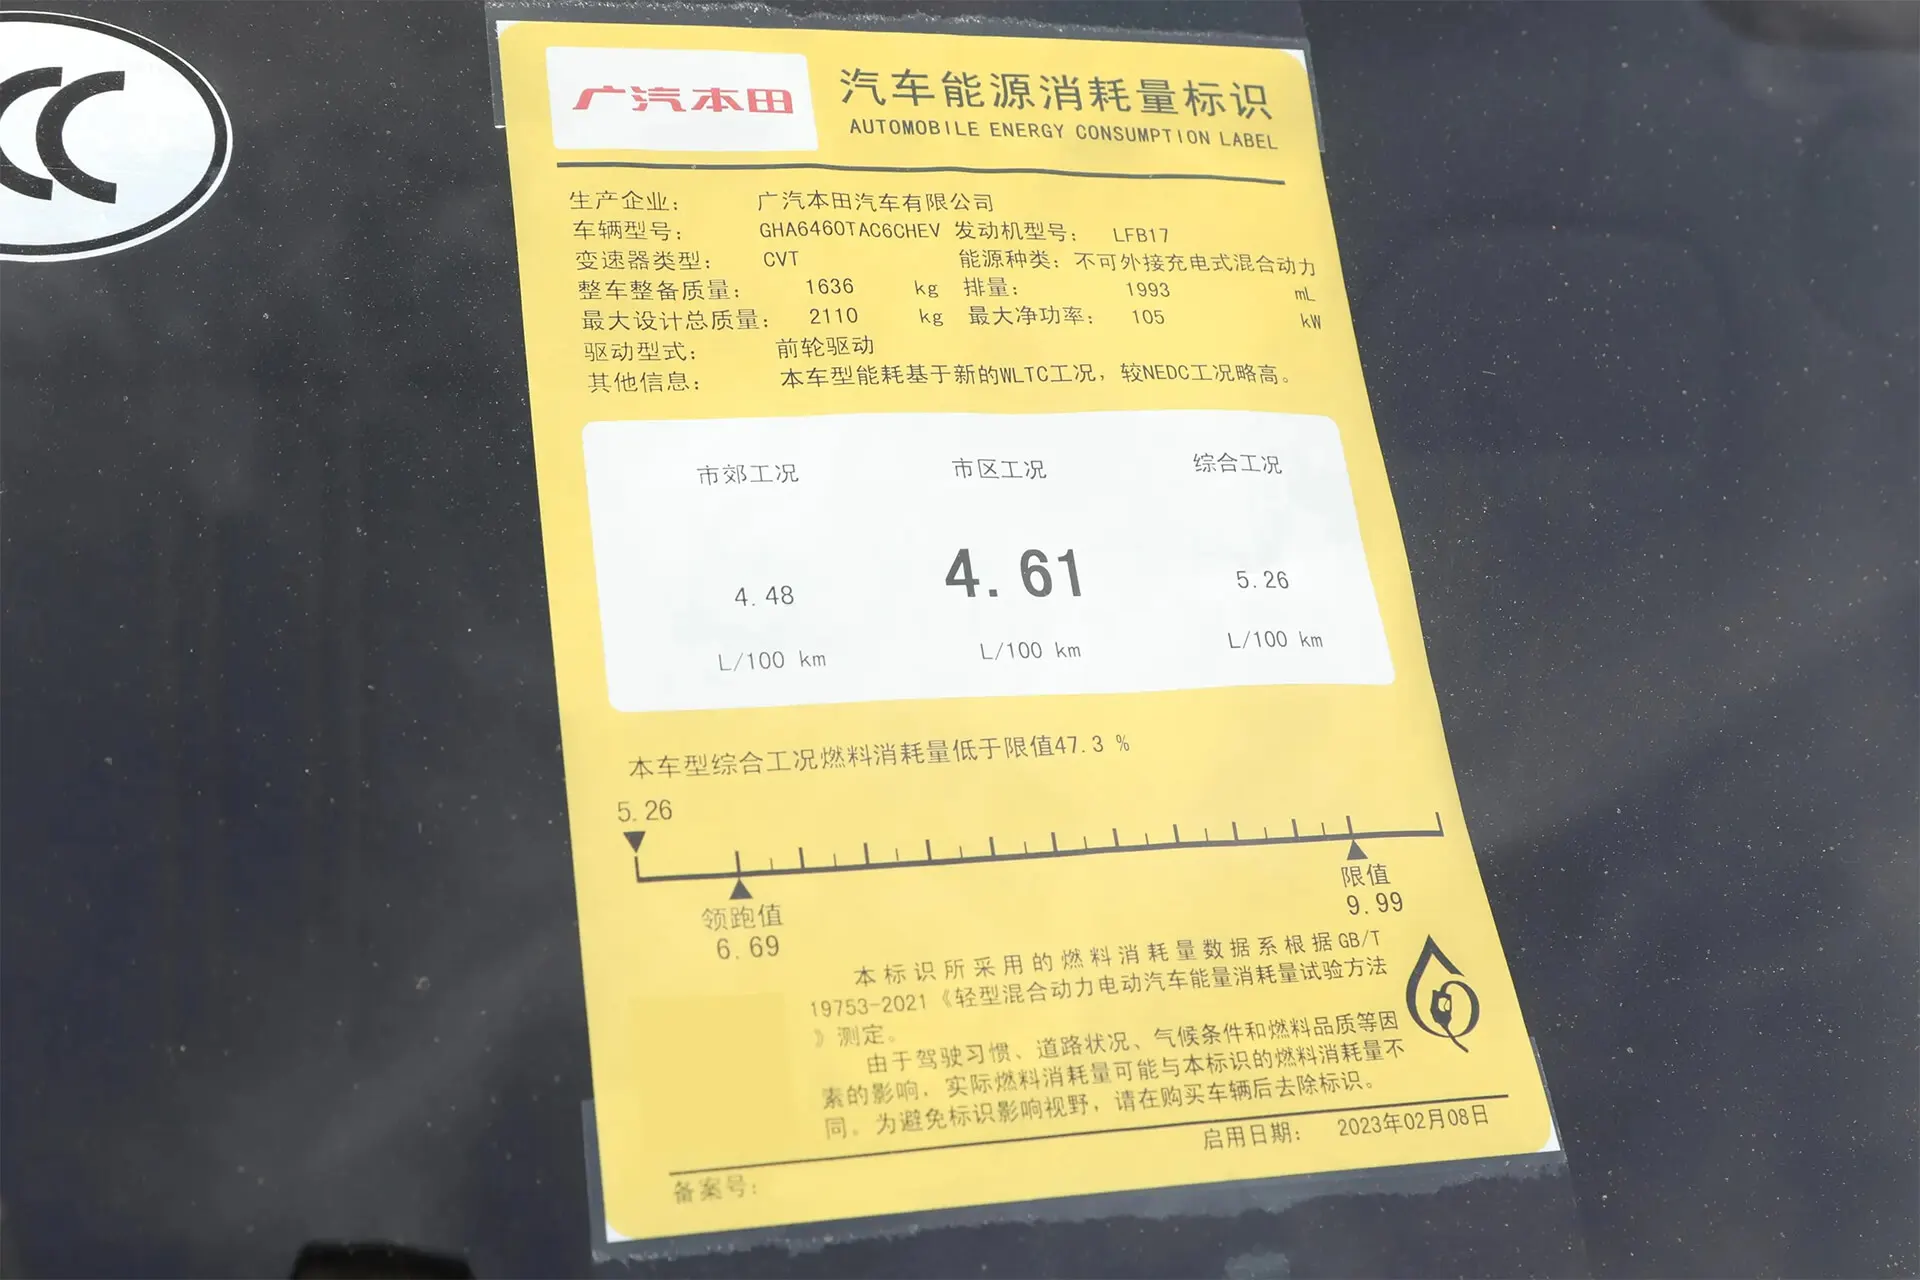 CC
广汽本田
汽车能源消耗量标识
AUTOMOBILE ENERGY CONSUMPTION LABEL
生产企业： 广汽本田汽车有限公司
车辆型号： GHA6460TAC6CHEV 发动机型号： LFB17
变速器类型： CVT 能源种类：不可外接充电式混合动力
整车整备质量： 1636 kg 排量： 1993 mL
最大设计总质量： 2110 kg 最大净功率： 105 kW
驱动型式： 前轮驱动
其他信息： 本车型能耗基于新的WLTC工况，较NEDC工况略高。
市郊工况 市区工况 综合工况
4.48 4.61 5.26
L/100 km L/100 km L/100 km
本车型综合工况燃料消耗量低于限值47.3 %
5.26
领跑值 限值
6.69 9.99
本标识所采用的燃料消耗量数据系根据GB/T
19753-2021《轻型混合动力电动汽车能量消耗量试验方法
》测定。
由于驾驶习惯、道路状况、气候条件和燃料品质等因
素的影响，实际燃料消耗量可能与本标识的燃料消耗量不
同。为避免标识影响视野，请在购买车辆后去除标识。
启用日期： 2023年02月08日
备案号：